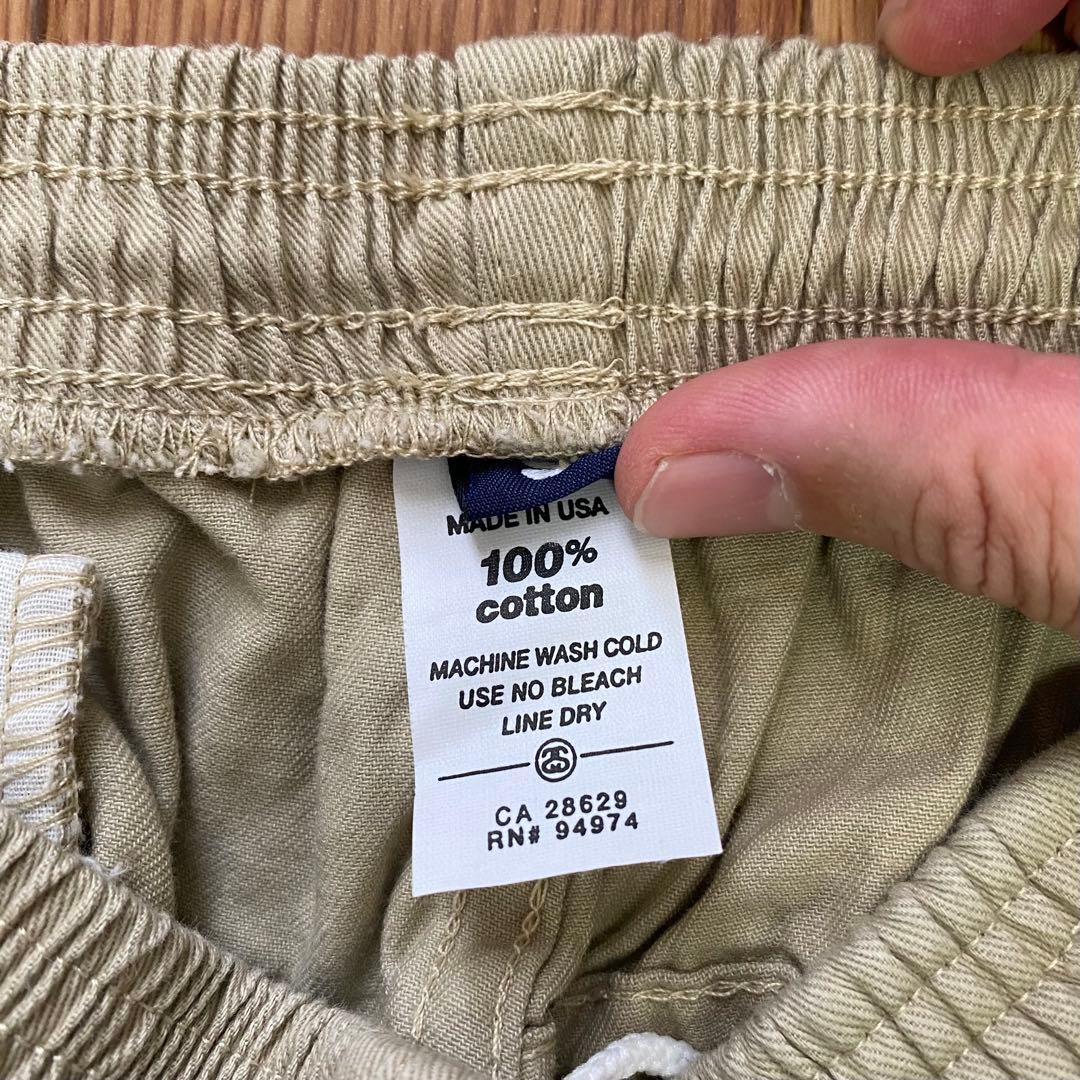 MADE IN USA
100%
cotton
MACHINE WASH COLD
USE NO BLEACH
LINE DRY
CA 28629
RN# 94974